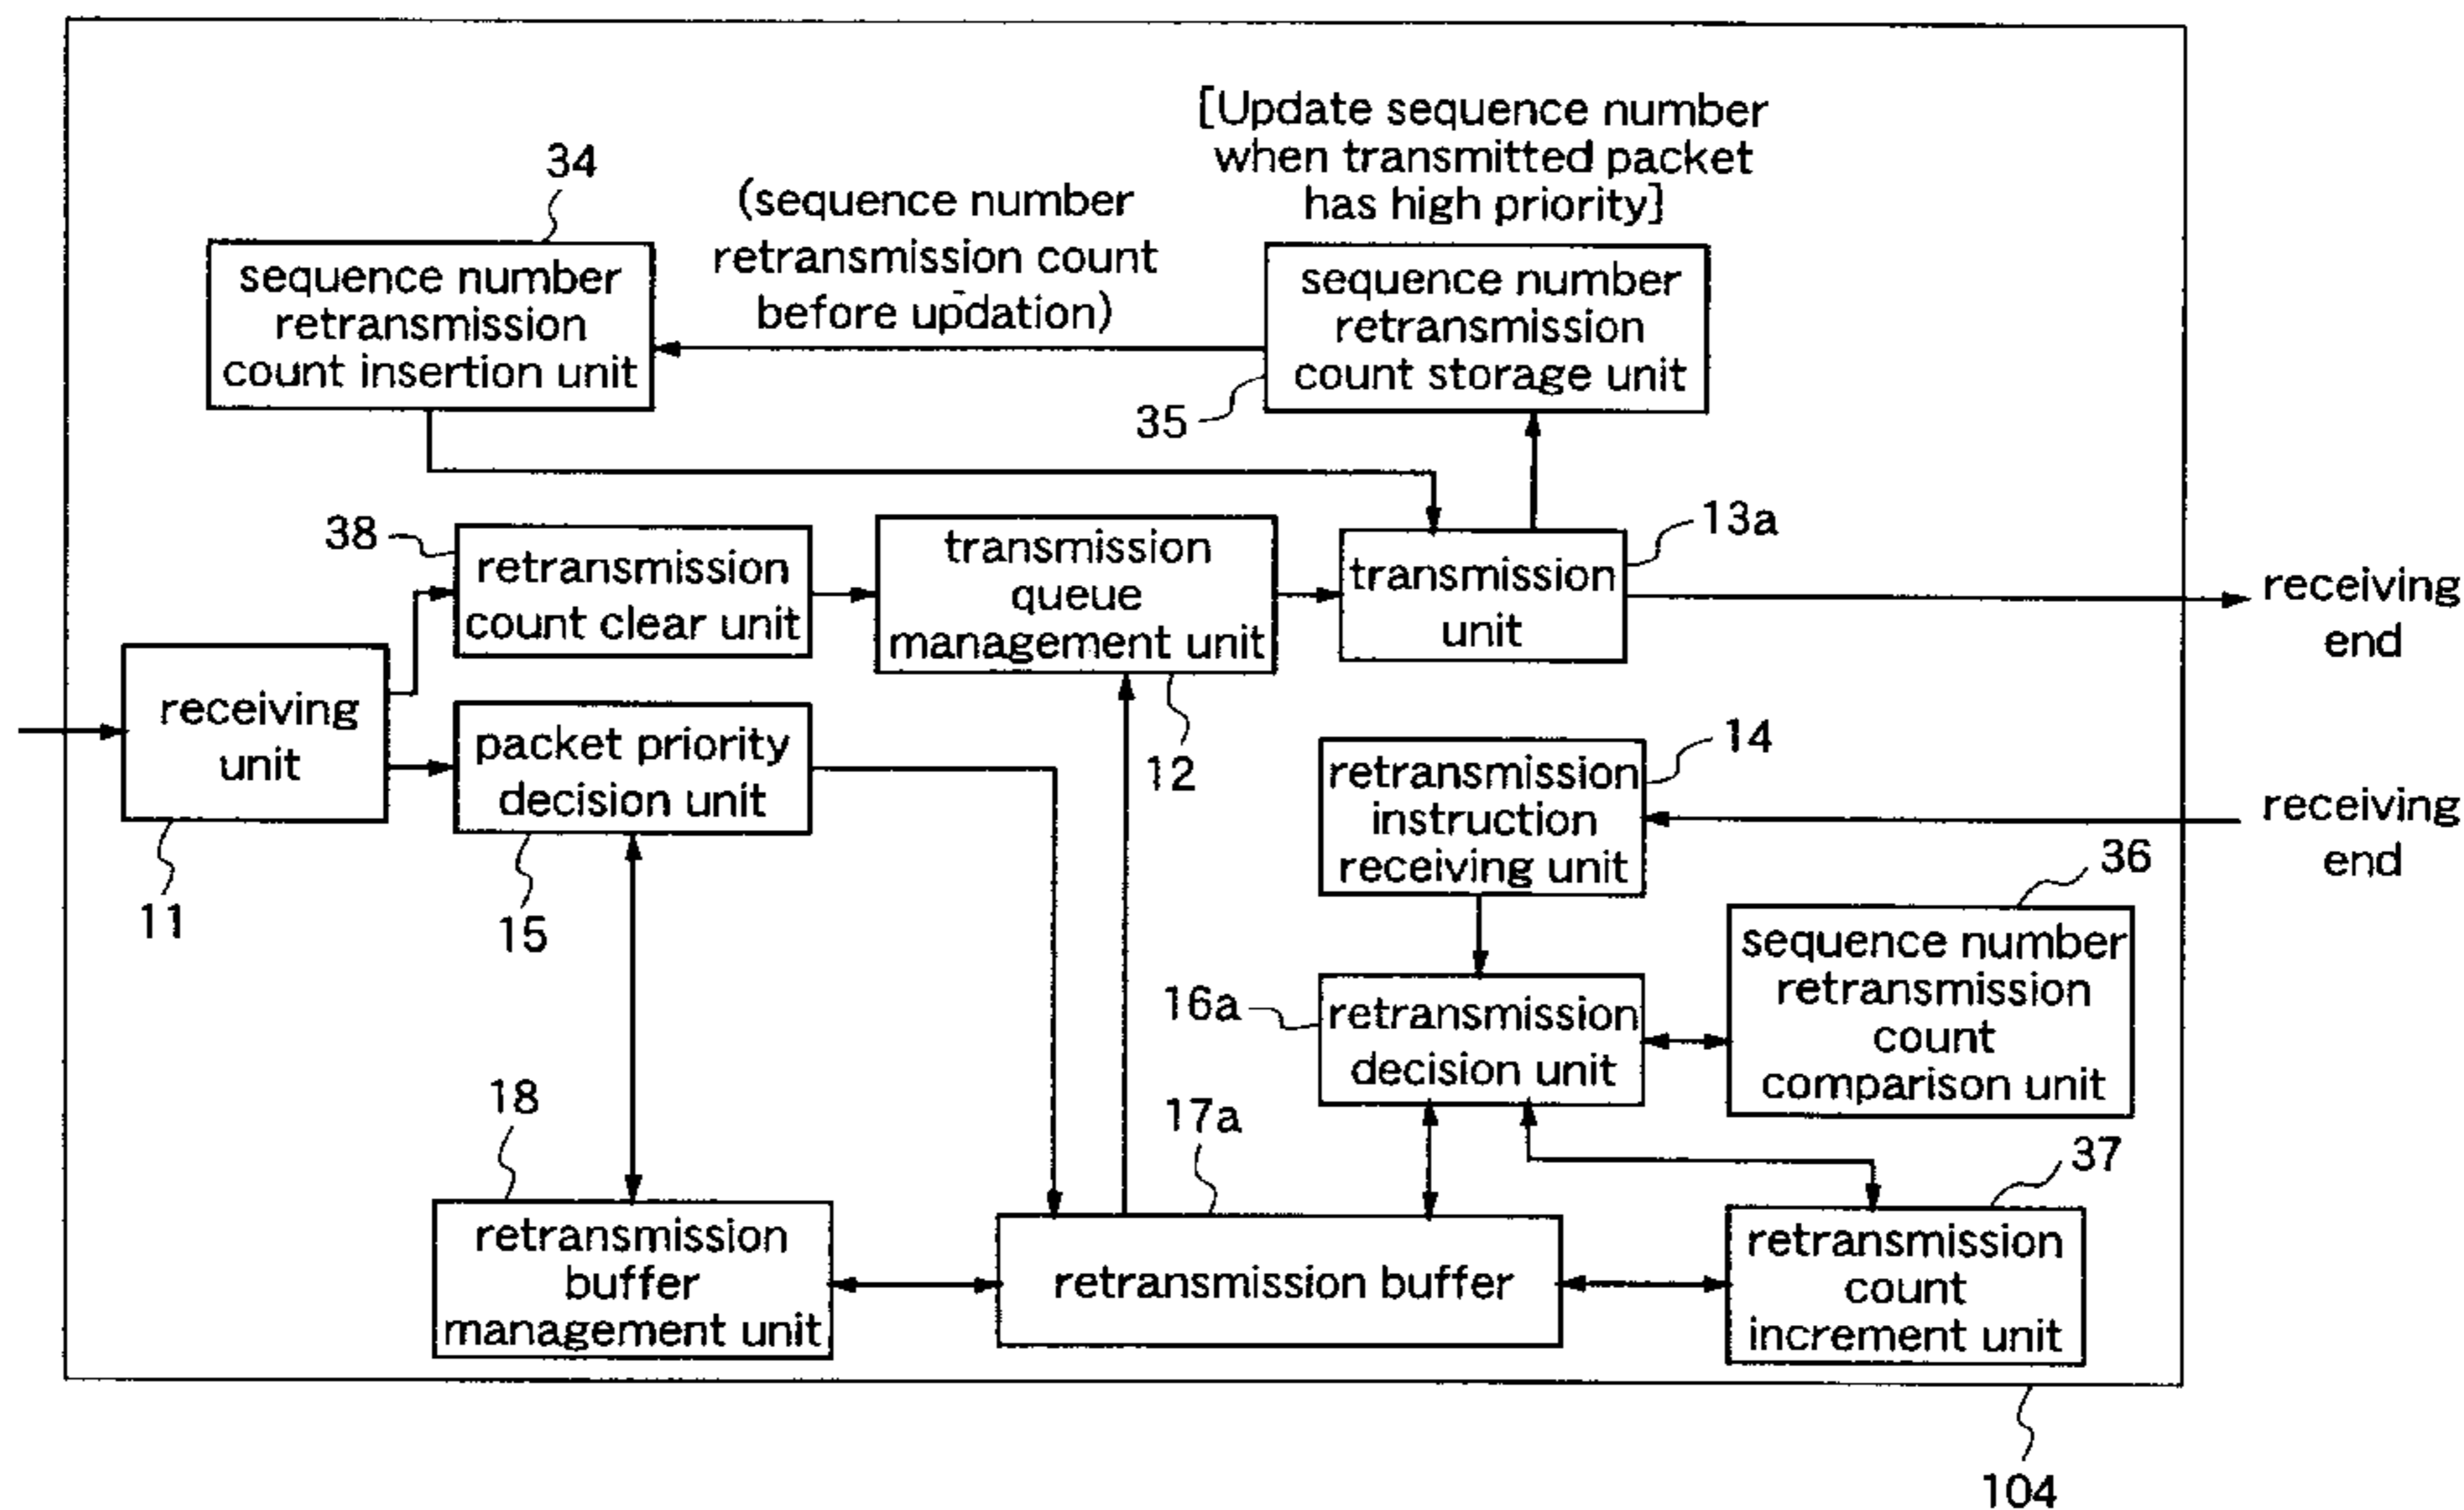 [Update sequence number
when transmitted packet
has high priority]
34
(sequence number
retransmission count
before updation)
sequence number
retransmission
count insertion unit
sequence number
retransmission
count storage unit
35
38
retransmission
count clear unit
transmission
queue
management unit
12
transmission
unit
13a
receiving
end
receiving
unit
11
packet priority
decision unit
15
retransmission
instruction
receiving unit
14
receiving
end
36
sequence number
retransmission
count
comparison unit
16a
retransmission
decision unit
18
retransmission
buffer
management unit
17a
retransmission buffer
37
retransmission
count
increment unit
104